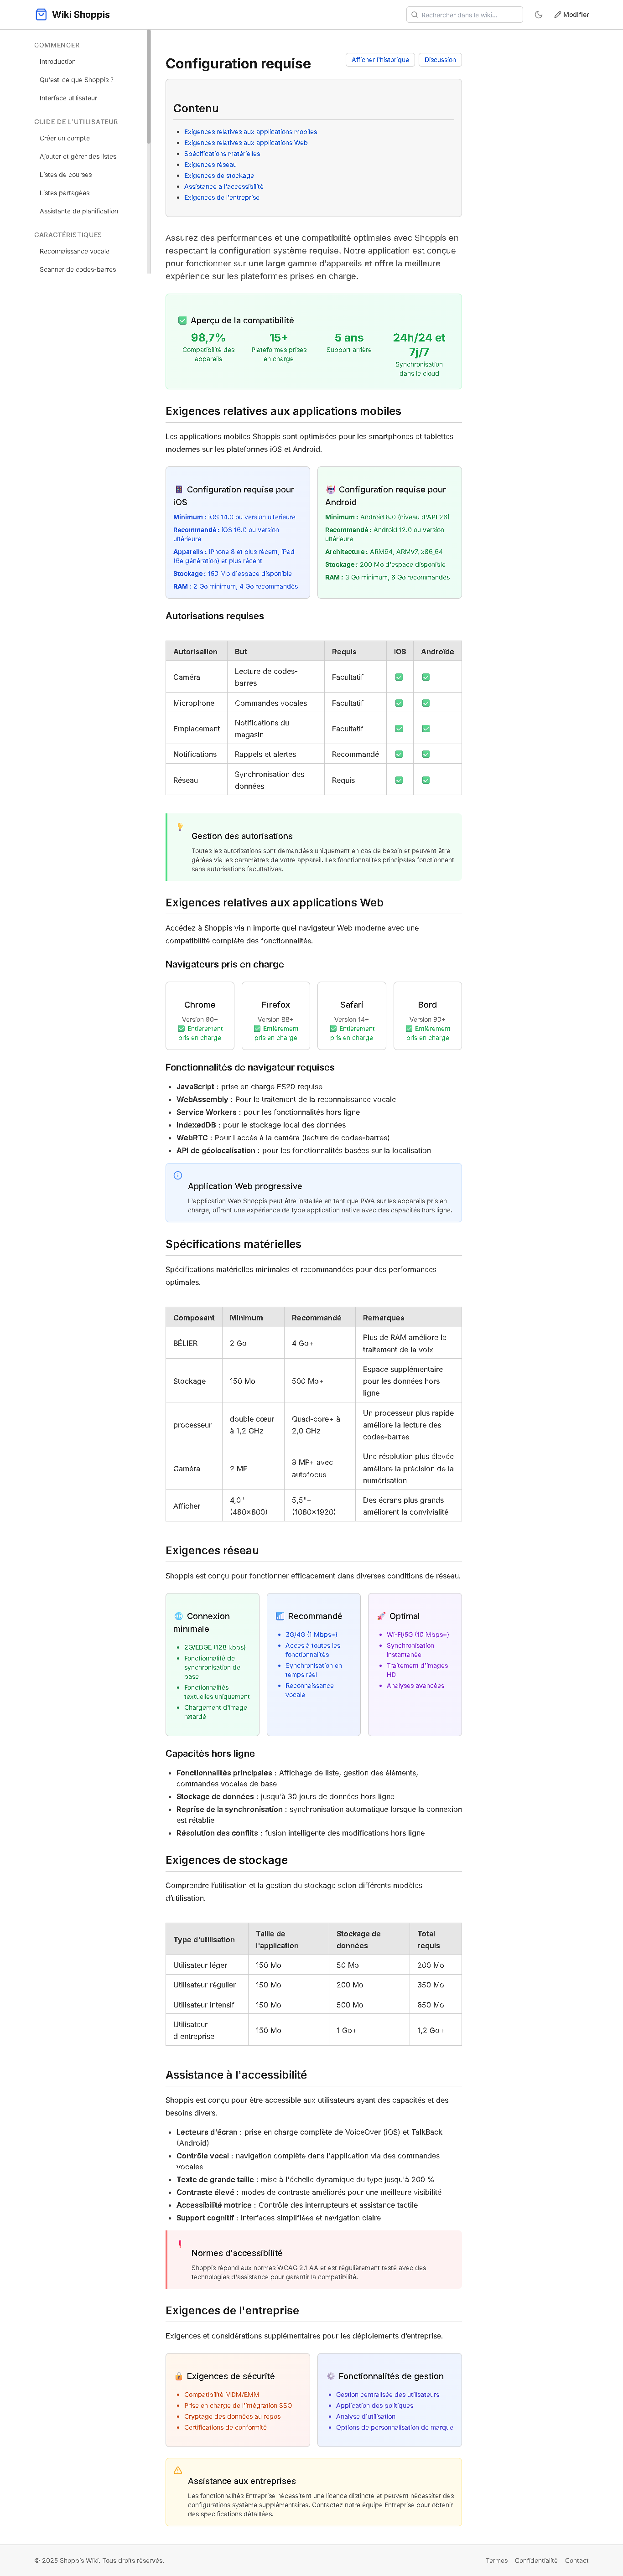 Wiki Shoppis
Rechercher dans le wiki...
Modifier
COMMENCER
Introduction
Qu'est-ce que Shoppis ?
Interface utilisateur
GUIDE DE L'UTILISATEUR
Créer un compte
Ajouter et gérer des listes
Listes de courses
Listes partagées
Assistante de planification
CARACTÉRISTIQUES
Reconnaissance vocale
Scanner de codes-barres
Configuration requise
Afficher l'historique
Discussion
Contenu
Exigences relatives aux applications mobiles
Exigences relatives aux applications Web
Spécifications matérielles
Exigences réseau
Exigences de stockage
Assistance à l'accessibilité
Exigences de l'entreprise
Assurez des performances et une compatibilité optimales avec Shoppis en
respectant la configuration système requise. Notre application est conçue
pour fonctionner sur une large gamme d'appareils et offre la meilleure
expérience sur les plateformes prises en charge.
Aperçu de la compatibilité
98,7%
Compatibilité des
appareils
15+
Plateformes prises
en charge
5 ans
Support arrière
24h/24 et
7j/7
Synchronisation
dans le cloud
Exigences relatives aux applications mobiles
Les applications mobiles Shoppis sont optimisées pour les smartphones et tablettes
modernes sur les plateformes iOS et Android.
Configuration requise pour
iOS
Minimum : iOS 14.0 ou version ultérieure
Recommandé : iOS 16.0 ou version
ultérieure
Appareils : iPhone 8 et plus récent, iPad
(6e génération) et plus récent
Stockage : 150 Mo d'espace disponible
RAM : 2 Go minimum, 4 Go recommandés
Configuration requise pour
Android
Minimum : Android 8.0 (niveau d'API 26)
Recommandé : Android 12.0 ou version
ultérieure
Architecture : ARM64, ARMv7, x86_64
Stockage : 200 Mo d'espace disponible
RAM : 3 Go minimum, 6 Go recommandés
Autorisations requises
Autorisation But Requis iOS Androïde
Caméra Lecture de codes-
barres Facultatif
Microphone Commandes vocales Facultatif
Emplacement Notifications du
magasin Facultatif
Notifications Rappels et alertes Recommandé
Réseau Synchronisation des
données Requis
Gestion des autorisations
Toutes les autorisations sont demandées uniquement en cas de besoin et peuvent être
gérées via les paramètres de votre appareil. Les fonctionnalités principales fonctionnent
sans autorisations facultatives.
Exigences relatives aux applications Web
Accédez à Shoppis via n'importe quel navigateur Web moderne avec une
compatibilité complète des fonctionnalités.
Navigateurs pris en charge
Chrome
Version 90+
Entièrement
pris en charge
Firefox
Version 88+
Entièrement
pris en charge
Safari
Version 14+
Entièrement
pris en charge
Bord
Version 90+
Entièrement
pris en charge
Fonctionnalités de navigateur requises
JavaScript : prise en charge ES20 requise
WebAssembly : Pour le traitement de la reconnaissance vocale
Service Workers : pour les fonctionnalités hors ligne
IndexedDB : pour le stockage local des données
WebRTC : Pour l'accès à la caméra (lecture de codes-barres)
API de géolocalisation : pour les fonctionnalités basées sur la localisation
Application Web progressive
L'application Web Shoppis peut être installée en tant que PWA sur les appareils pris en
charge, offrant une expérience de type application native avec des capacités hors ligne.
Spécifications matérielles
Spécifications matérielles minimales et recommandées pour des performances
optimales.
Composant Minimum Recommandé Remarques
BÉLIER 2 Go 4 Go+ Plus de RAM améliore le
traitement de la voix
Stockage 150 Mo 500 Mo+ Espace supplémentaire
pour les données hors
ligne
processeur double cœur
à 1,2 GHz Quad-core+ à
2,0 GHz Un processeur plus rapide
améliore la lecture des
codes-barres
Caméra 2 MP 8 MP+ avec
autofocus Une résolution plus élevée
améliore la précision de la
numérisation
Afficher 4,0"
(480x800) 5,5"+
(1080x1920) Des écrans plus grands
améliorent la convivialité
Exigences réseau
Shoppis est conçu pour fonctionner efficacement dans diverses conditions de réseau.
Connexion
minimale
2G/EDGE (128 kbps)
Fonctionnalité de
synchronisation de
base
Fonctionnalités
textuelles uniquement
Chargement d'image
retardé
Recommandé
3G/4G (1 Mbps+)
Accès à toutes les
fonctionnalités
Synchronisation en
temps réel
Reconnaissance
vocale
Optimal
Wi-Fi/5G (10 Mbps+)
Synchronisation
instantanée
Traitement d'images
HD
Analyses avancées
Capacités hors ligne
Fonctionnalités principales : Affichage de liste, gestion des éléments,
commandes vocales de base
Stockage de données : jusqu'à 30 jours de données hors ligne
Reprise de la synchronisation : synchronisation automatique lorsque la connexion
est rétablie
Résolution des conflits : fusion intelligente des modifications hors ligne
Exigences de stockage
Comprendre l'utilisation et la gestion du stockage selon différents modèles
d'utilisation.
Type d'utilisation Taille de
l'application Stockage de
données Total
requis
Utilisateur léger 150 Mo 50 Mo 200 Mo
Utilisateur régulier 150 Mo 200 Mo 350 Mo
Utilisateur intensif 150 Mo 500 Mo 650 Mo
Utilisateur
d'entreprise 150 Mo 1 Go+ 1,2 Go+
Assistance à l'accessibilité
Shoppis est conçu pour être accessible aux utilisateurs ayant des capacités et des
besoins divers.
Lecteurs d'écran : prise en charge complète de VoiceOver (iOS) et TalkBack
(Android)
Contrôle vocal : navigation complète dans l'application via des commandes
vocales
Texte de grande taille : mise à l'échelle dynamique du type jusqu'à 200 %
Contraste élevé : modes de contraste améliorés pour une meilleure visibilité
Accessibilité motrice : Contrôle des interrupteurs et assistance tactile
Support cognitif : Interfaces simplifiées et navigation claire
Normes d'accessibilité
Shoppis répond aux normes WCAG 2.1 AA et est régulièrement testé avec des
technologies d'assistance pour garantir la compatibilité.
Exigences de l'entreprise
Exigences et considérations supplémentaires pour les déploiements d'entreprise.
Exigences de sécurité
Compatibilité MDM/EMM
Prise en charge de l'intégration SSO
Cryptage des données au repos
Certifications de conformité
Fonctionnalités de gestion
Gestion centralisée des utilisateurs
Application des politiques
Analyse d'utilisation
Options de personnalisation de marque
Assistance aux entreprises
Les fonctionnalités Entreprise nécessitent une licence distincte et peuvent nécessiter des
configurations système supplémentaires. Contactez notre équipe Entreprise pour obtenir
des spécifications détaillées.
© 2025 Shoppis Wiki. Tous droits réservés.
Termes
Confidentialité
Contact